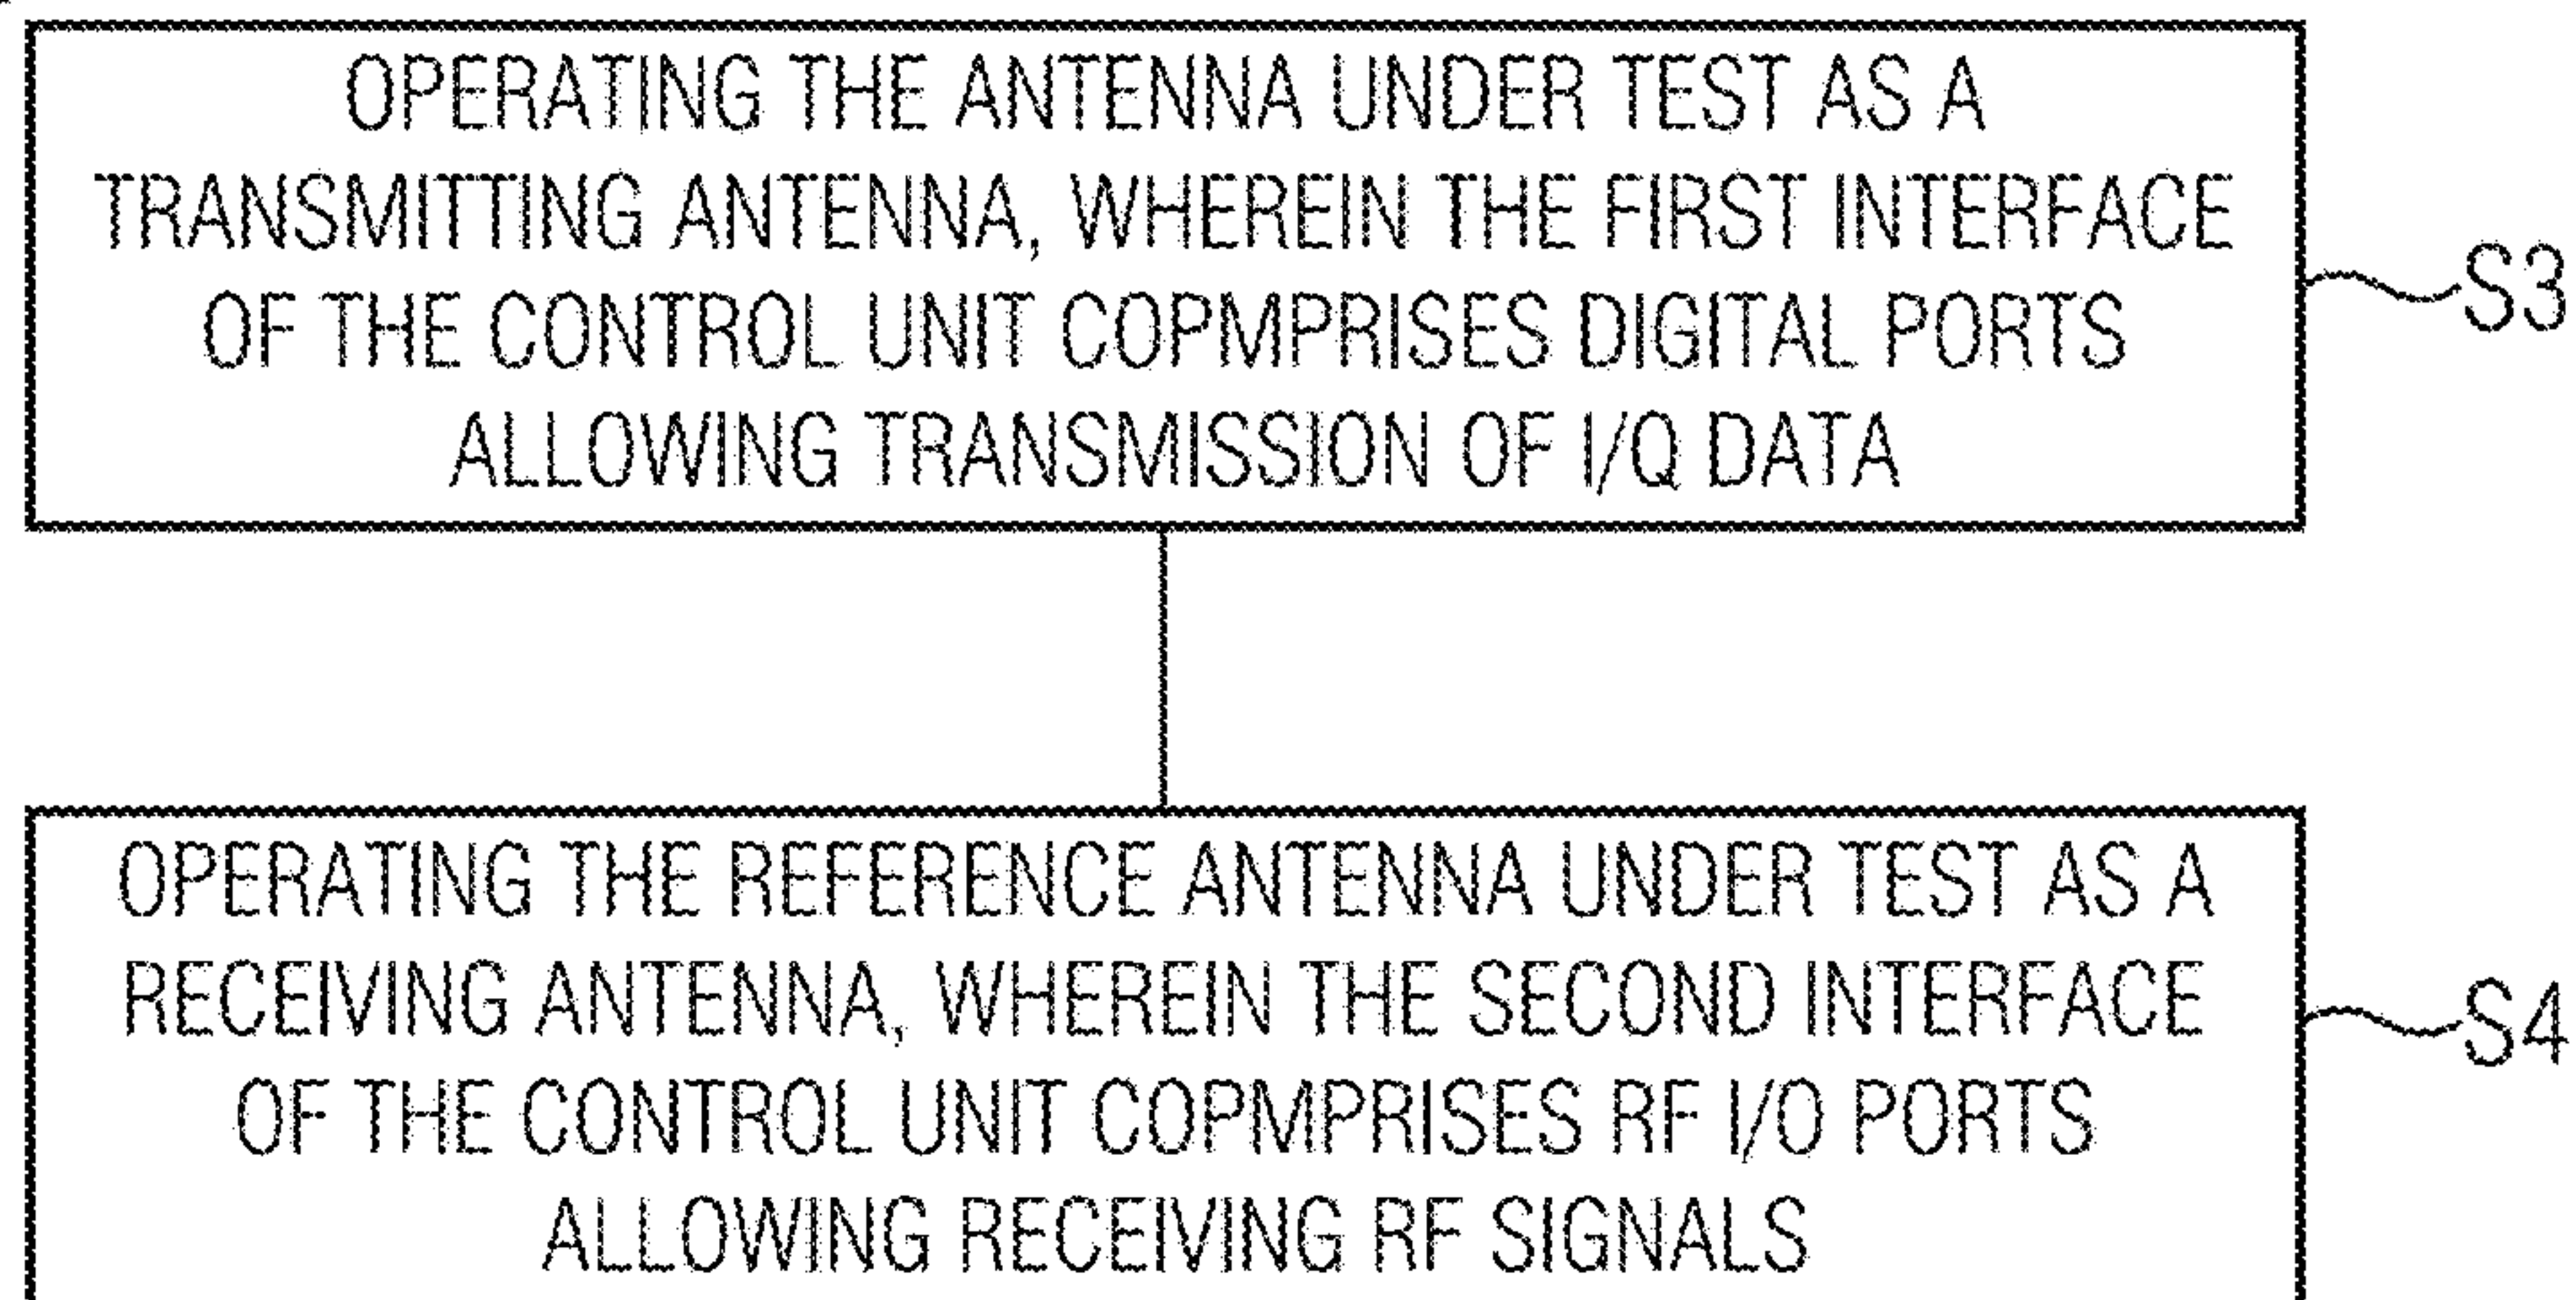 OPERATING THE ANTENNA UNDER TEST AS A
TRANSMITTING ANTENNA, WHEREIN THE FIRST INTERFACE
OF THE CONTROL UNIT COPMPRISES DIGITAL PORTS
ALLOWING TRANSMISSION OF I/Q DATA
S3
OPERATING THE REFERENCE ANTENNA UNDER TEST AS A
RECEIVING ANTENNA, WHEREIN THE SECOND INTERFACE
OF THE CONTROL UNIT COPMPRISES RF I/O PORTS
ALLOWING RECEIVING RF SIGNALS
S4